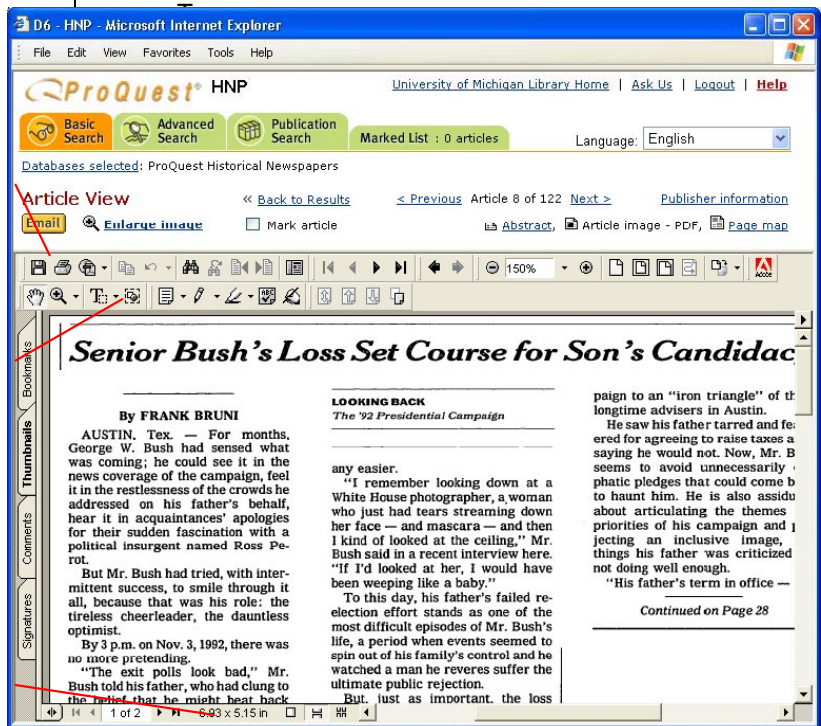 D6 - HNP - Microsoft Internet Explorer
File Edit View Favorites Tools Help
ProQuest® HNP
University of Michigan Library Home | Ask Us | Logout | Help
Basic Search
Advanced Search
Publication Search
Marked List : 0 articles
Language: English
Databases selected: ProQuest Historical Newspapers
Article View
« Back to Results
< Previous Article 8 of 122 Next >
Publisher information
Email
Enlarge image
Mark article
Abstract, Article image - PDF, Page map
150%
Adobe
Bookmarks
Thumbnails
Comments
Signatures
Senior Bush's Loss Set Course for Son's Candidac
By FRANK BRUNI
AUSTIN, Tex. — For months,
George W. Bush had sensed what
was coming; he could see it in the
news coverage of the campaign, feel
it in the restlessness of the crowds he
addressed on his father's behalf,
hear it in acquaintances' apologies
for their sudden fascination with a
political insurgent named Ross Pe-
rot.
But Mr. Bush had tried, with inter-
mittent success, to smile through it
all, because that was his role: the
tireless cheerleader, the dauntless
optimist.
By 3 p.m. on Nov. 3, 1992, there was
no more pretending.
"The exit polls look bad," Mr.
Bush told his father, who had clung to
the belief that he might beat back
LOOKING BACK
The '92 Presidential Campaign
any easier.
"I remember looking down at a
White House photographer, a woman
who just had tears streaming down
her face — and mascara — and then
I kind of looked at the ceiling," Mr.
Bush said in a recent interview here.
"If I'd looked at her, I would have
been weeping like a baby."
To this day, his father's failed re-
election effort stands as one of the
most difficult episodes of Mr. Bush's
life, a period when events seemed to
spin out of his family's control and he
watched a man he reveres suffer the
ultimate public rejection.
But, just as important, the loss
paign to an "iron triangle" of th
longtime advisers in Austin.
He saw his father tarred and fea
ered for agreeing to raise taxes a
saying he would not. Now, Mr. B
seems to avoid unnecessarily
phatic pledges that could come b
to haunt him. He is also assidu
about articulating the themes
priorities of his campaign and
jecting an inclusive image,
things his father was criticized
not doing well enough.
"His father's term in office —
Continued on Page 28
1 of 2
6.93 x 5.15 in